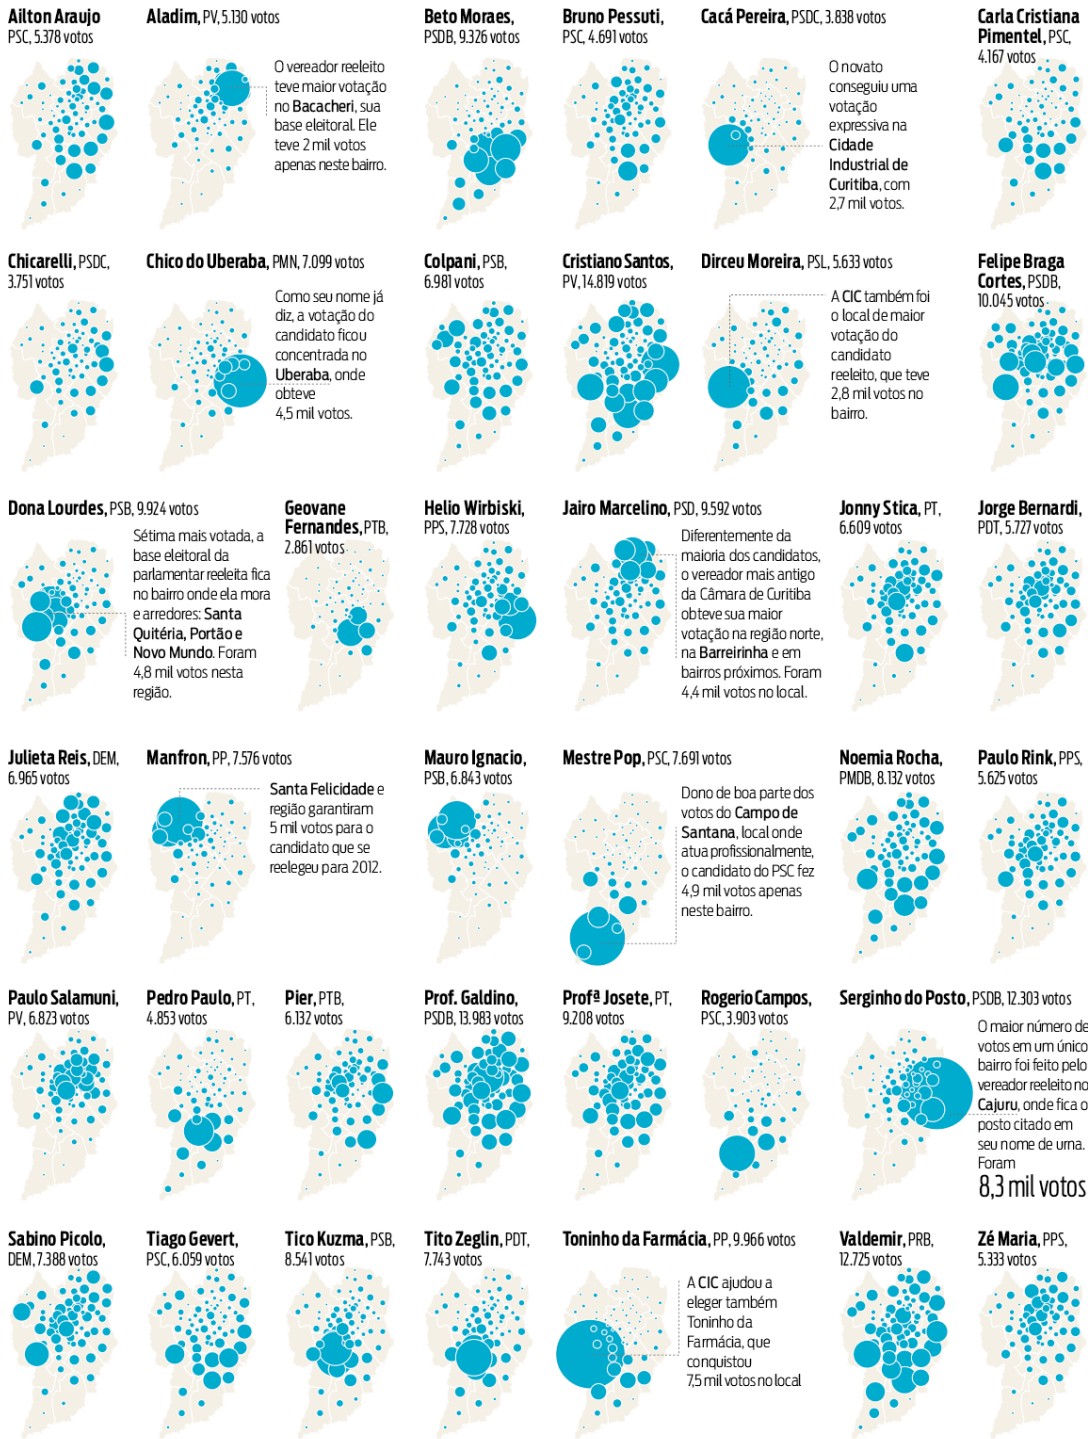 Ailton Araujo
PSC, 5.378 votos
Aladim, PV, 5.130 votos
O vereador reeleito
teve maior votação
no Bacacheri, sua
base eleitoral. Ele
teve 2 mil votos
apenas neste bairro.
Beto Moraes,
PSDB, 9.326 votos
Bruno Pessuti,
PSC, 4.691 votos
Cacá Pereira, PSDC, 3.838 votos
O novato
conseguiu uma
votação
expressiva na
Cidade
Industrial de
Curitiba, com
2,7 mil votos.
Carla Cristiana
Pimentel, PSC,
4.167 votos
Chicarelli, PSDC,
3.751 votos
Chico do Uberaba, PMN, 7.099 votos
Como seu nome já
diz, a votação do
candidato ficou
concentrada no
Uberaba, onde
obteve
4,5 mil votos.
Colpani, PSB,
6.981 votos
Cristiano Santos,
PV, 14.819 votos
Dirceu Moreira, PSL, 5.633 votos
A CIC também foi
o local de maior
votação do
candidato
reeleito, que teve
2,8 mil votos no
bairro.
Felipe Braga
Cortes, PSDB,
10.045 votos
Dona Lourdes, PSB, 9.924 votos
Sétima mais votada, a
base eleitoral da
parlamentar reeleita fica
no bairro onde ela mora
e arredores: Santa
Quitéria, Portão e
Novo Mundo. Foram
4,8 mil votos nesta
região.
Geovane
Fernandes, PTB,
2.861 votos
Helio Wirbiski,
PPS, 7.728 votos
Jairo Marcelino, PSD, 9.592 votos
Diferentemente da
maioria dos candidatos,
o vereador mais antigo
da Câmara de Curitiba
obteve sua maior
votação na região norte,
na Barreirinha e em
bairros próximos. Foram
4,4 mil votos no local.
Jonny Stica, PT,
6.609 votos
Jorge Bernardi,
PDT, 5.727 votos
Julieta Reis, DEM,
6.965 votos
Manfron, PP, 7.576 votos
Santa Felicidade e
região garantiram
5 mil votos para o
candidato que se
reelegeu para 2012.
Mauro Ignacio,
PSB, 6.843 votos
Mestre Pop, PSC, 7.691 votos
Dono de boa parte dos
votos do Campo de
Santana, local onde
atua profissionalmente,
o candidato do PSC fez
4,9 mil votos apenas
neste bairro.
Noemia Rocha,
PMDB, 8.132 votos
Paulo Rink, PPS,
5.625 votos
Paulo Salamuni,
PV, 6.823 votos
Pedro Paulo, PT,
4.853 votos
Pier, PTB,
6.132 votos
Prof. Galdino,
PSDB, 13.983 votos
Profª Josete, PT,
9.208 votos
Rogerio Campos,
PSC, 3.903 votos
Serginho do Posto, PSDB, 12.303 votos
O maior número de
votos em um único
bairro foi feito pelo
vereador reeleito no
Cajuru, onde fica o
posto citado em
seu nome de urna.
Foram
8,3 mil votos
Sabino Picolo,
DEM, 7.388 votos
Tiago Gevert,
PSC, 6.059 votos
Tico Kuzma, PSB,
8.541 votos
Tito Zeglin, PDT,
7.743 votos
Toninho da Farmácia, PP, 9.966 votos
A CIC ajudou a
eleger também
Toninho da
Farmácia, que
conquistou
7,5 mil votos no local
Valdemir, PRB,
12.725 votos
Zé Maria, PPS,
5.333 votos